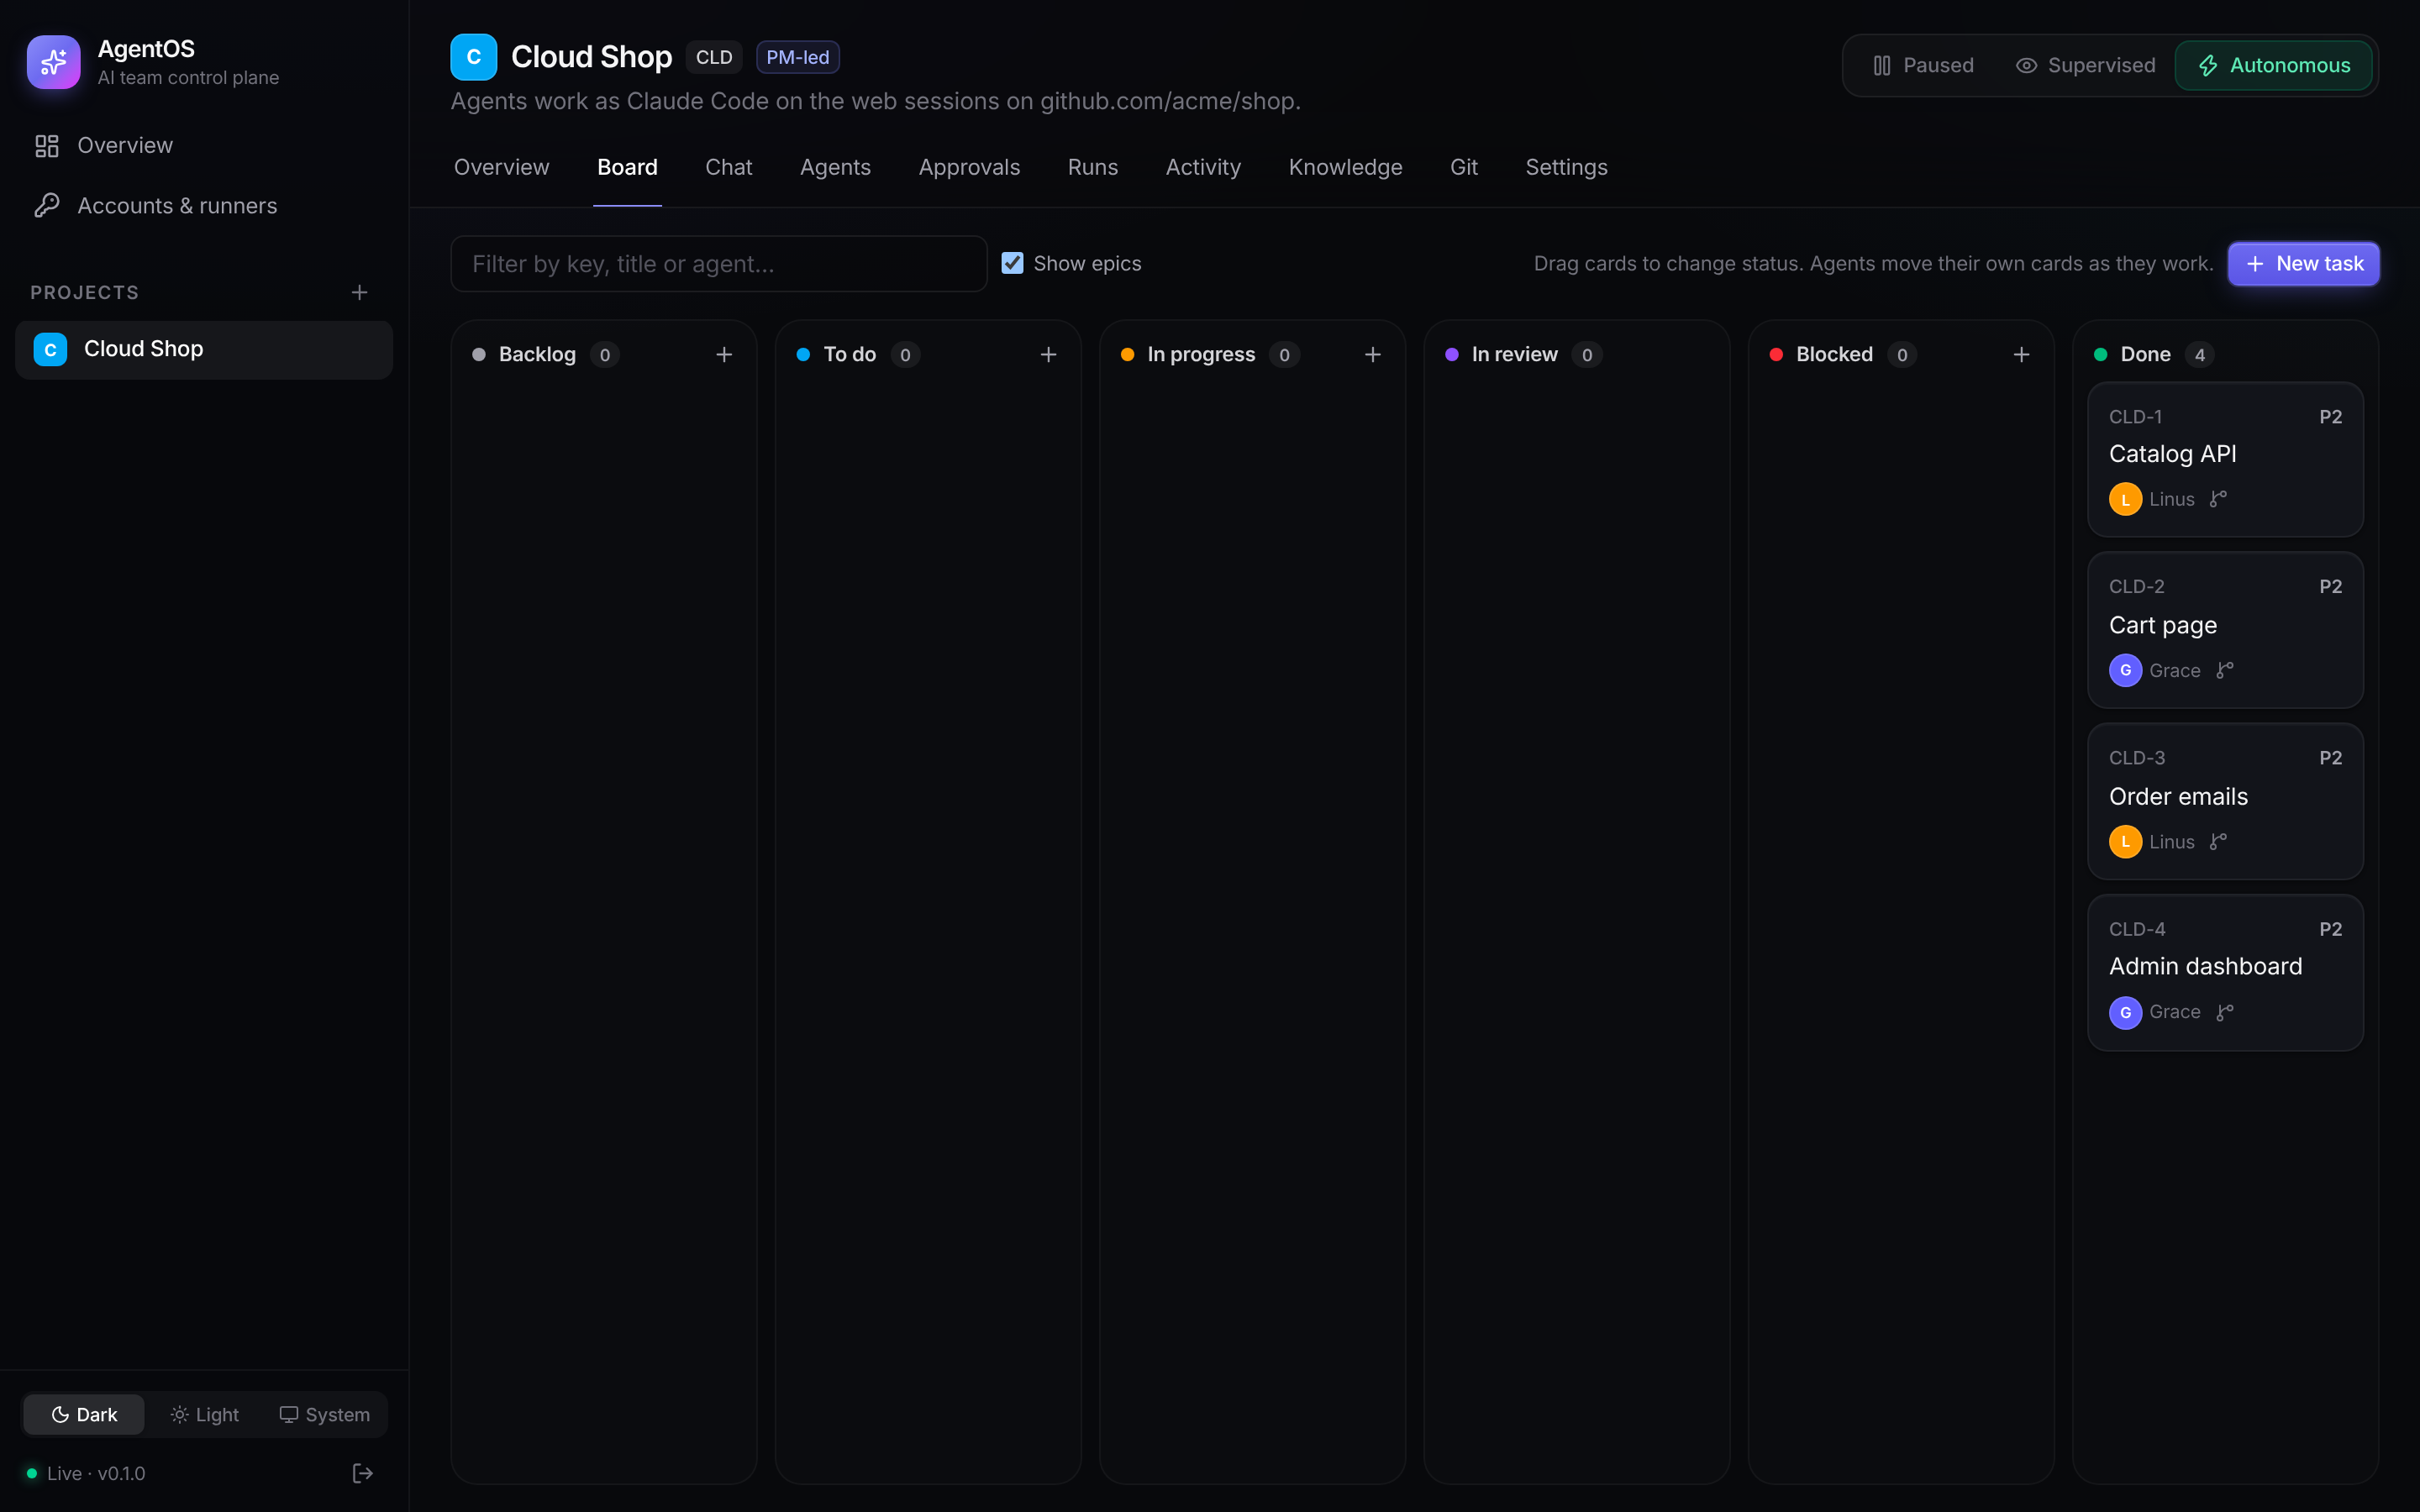 AgentOS
AI team control plane
Overview
Accounts & runners
PROJECTS
C Cloud Shop
Dark Light System
Live · v0.1.0
C Cloud Shop CLD PM-led
Agents work as Claude Code on the web sessions on github.com/acme/shop.
Paused Supervised Autonomous
Overview Board Chat Agents Approvals Runs Activity Knowledge Git Settings
Filter by key, title or agent...
Show epics
Drag cards to change status. Agents move their own cards as they work.
+ New task
Backlog 0 +
To do 0 +
In progress 0 +
In review 0
Blocked 0 +
Done 4
CLD-1 P2
Catalog API
L Linus
CLD-2 P2
Cart page
G Grace
CLD-3 P2
Order emails
L Linus
CLD-4 P2
Admin dashboard
G Grace